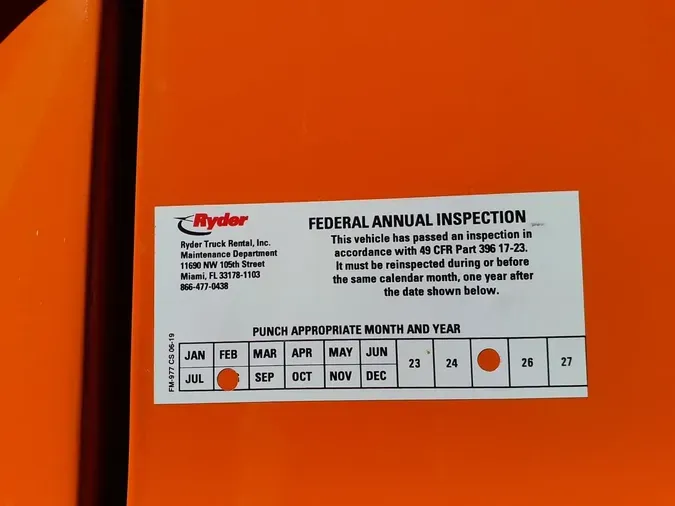 Ryder
Ryder Truck Rental, Inc.
Maintenance Department
11690 NW 105th Street
Miami, FL 33178-1103
866-477-0438
FEDERAL ANNUAL INSPECTION
This vehicle has passed an inspection in
accordance with 49 CFR Part 396 17-23.
It must be reinspected during or before
the same calendar month, one year after
the date shown below.
PUNCH APPROPRIATE MONTH AND YEAR
FM-977 CS 06-19
JAN FEB MAR APR MAY JUN 23 24 26 27
JUL SEP OCT NOV DEC